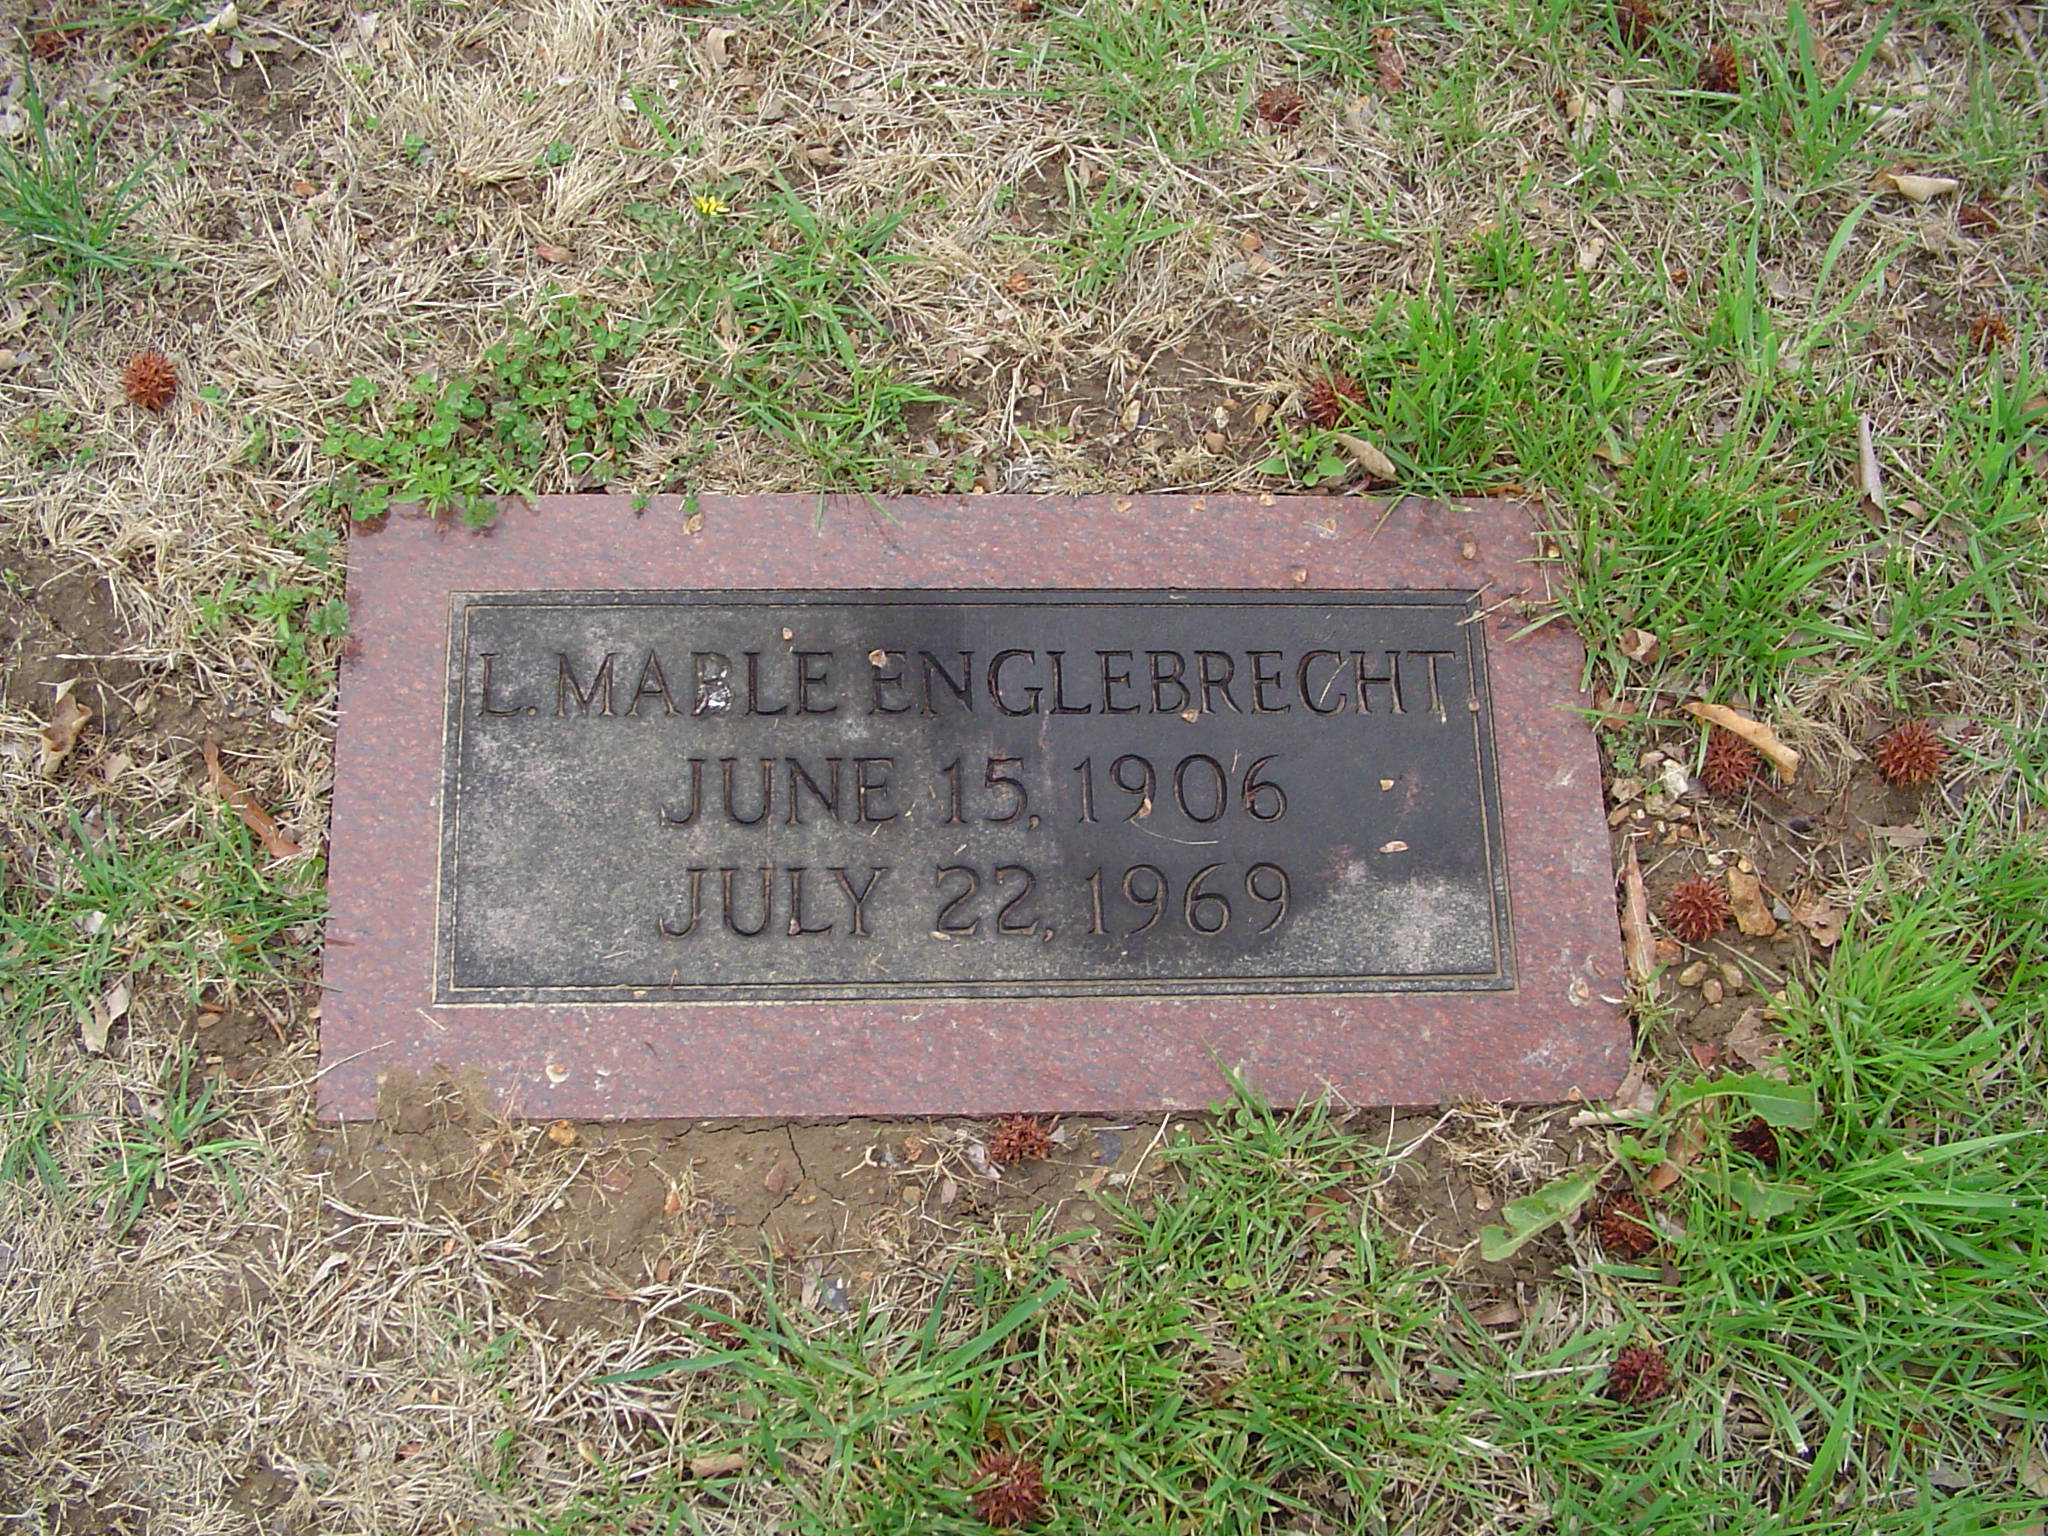 L. MABLE ENGLEBRECHT
JUNE 15, 1906
JULY 22, 1969